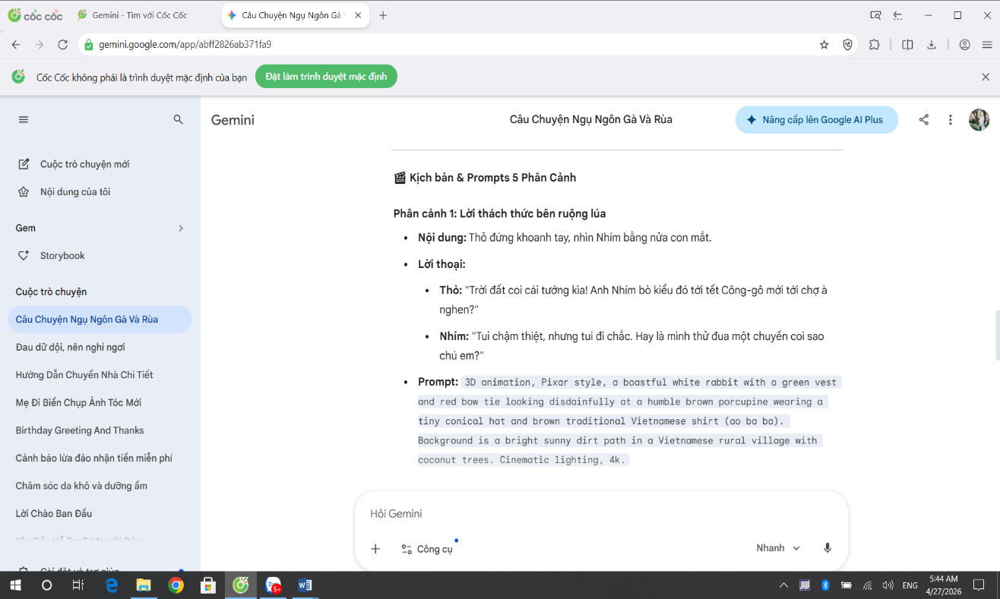 cốc cốc
Gemini - Tìm với Cốc Cốc
Câu Chuyện Ngụ Ngôn Gà
gemini.google.com/app/abff2826ab371fa9
Cốc Cốc không phải là trình duyệt mặc định của bạn
Đặt làm trình duyệt mặc định
Gemini
Câu Chuyện Ngụ Ngôn Gà Và Rùa
Nâng cấp lên Google AI Plus
Cuộc trò chuyện mới
Nội dung của tôi
Gem
Storybook
Cuộc trò chuyện
Câu Chuyện Ngụ Ngôn Gà Và Rùa
Đau dữ dội, nên nghỉ ngơi
Hướng Dẫn Chuyển Nhà Chi Tiết
Mẹ Đi Biển Chụp Ảnh Tóc Mới
Birthday Greeting And Thanks
Cảnh báo lừa đảo nhận tiền miễn phí
Chăm sóc da khô và dưỡng ẩm
Lời Chào Ban Đầu
Cài đặt và trợ giúp
Kịch bản & Prompts 5 Phân Cảnh
Phân cảnh 1: Lời thách thức bên ruộng lúa
Nội dung: Thỏ đứng khoanh tay, nhìn Nhím bằng nửa con mắt.
Lời thoại:
Thỏ: "Trời đất coi cái tướng kìa! Anh Nhím bò kiểu đó tới tết Công-gô mới tới chợ à
nghen?"
Nhím: "Tui chậm thiệt, nhưng tui đi chắc. Hay là mình thử đua một chuyến coi sao
chú em?"
Prompt: 3D animation, Pixar style, a boastful white rabbit with a green vest
and red bow tie looking disdainfully at a humble brown porcupine wearing a
tiny conical hat and brown traditional Vietnamese shirt (ao ba ba).
Background is a bright sunny dirt path in a Vietnamese rural village with
coconut trees. Cinematic lighting, 4k.
Hỏi Gemini
Công cụ
Nhanh
5+
ENG
5:44 AM
4/27/2026